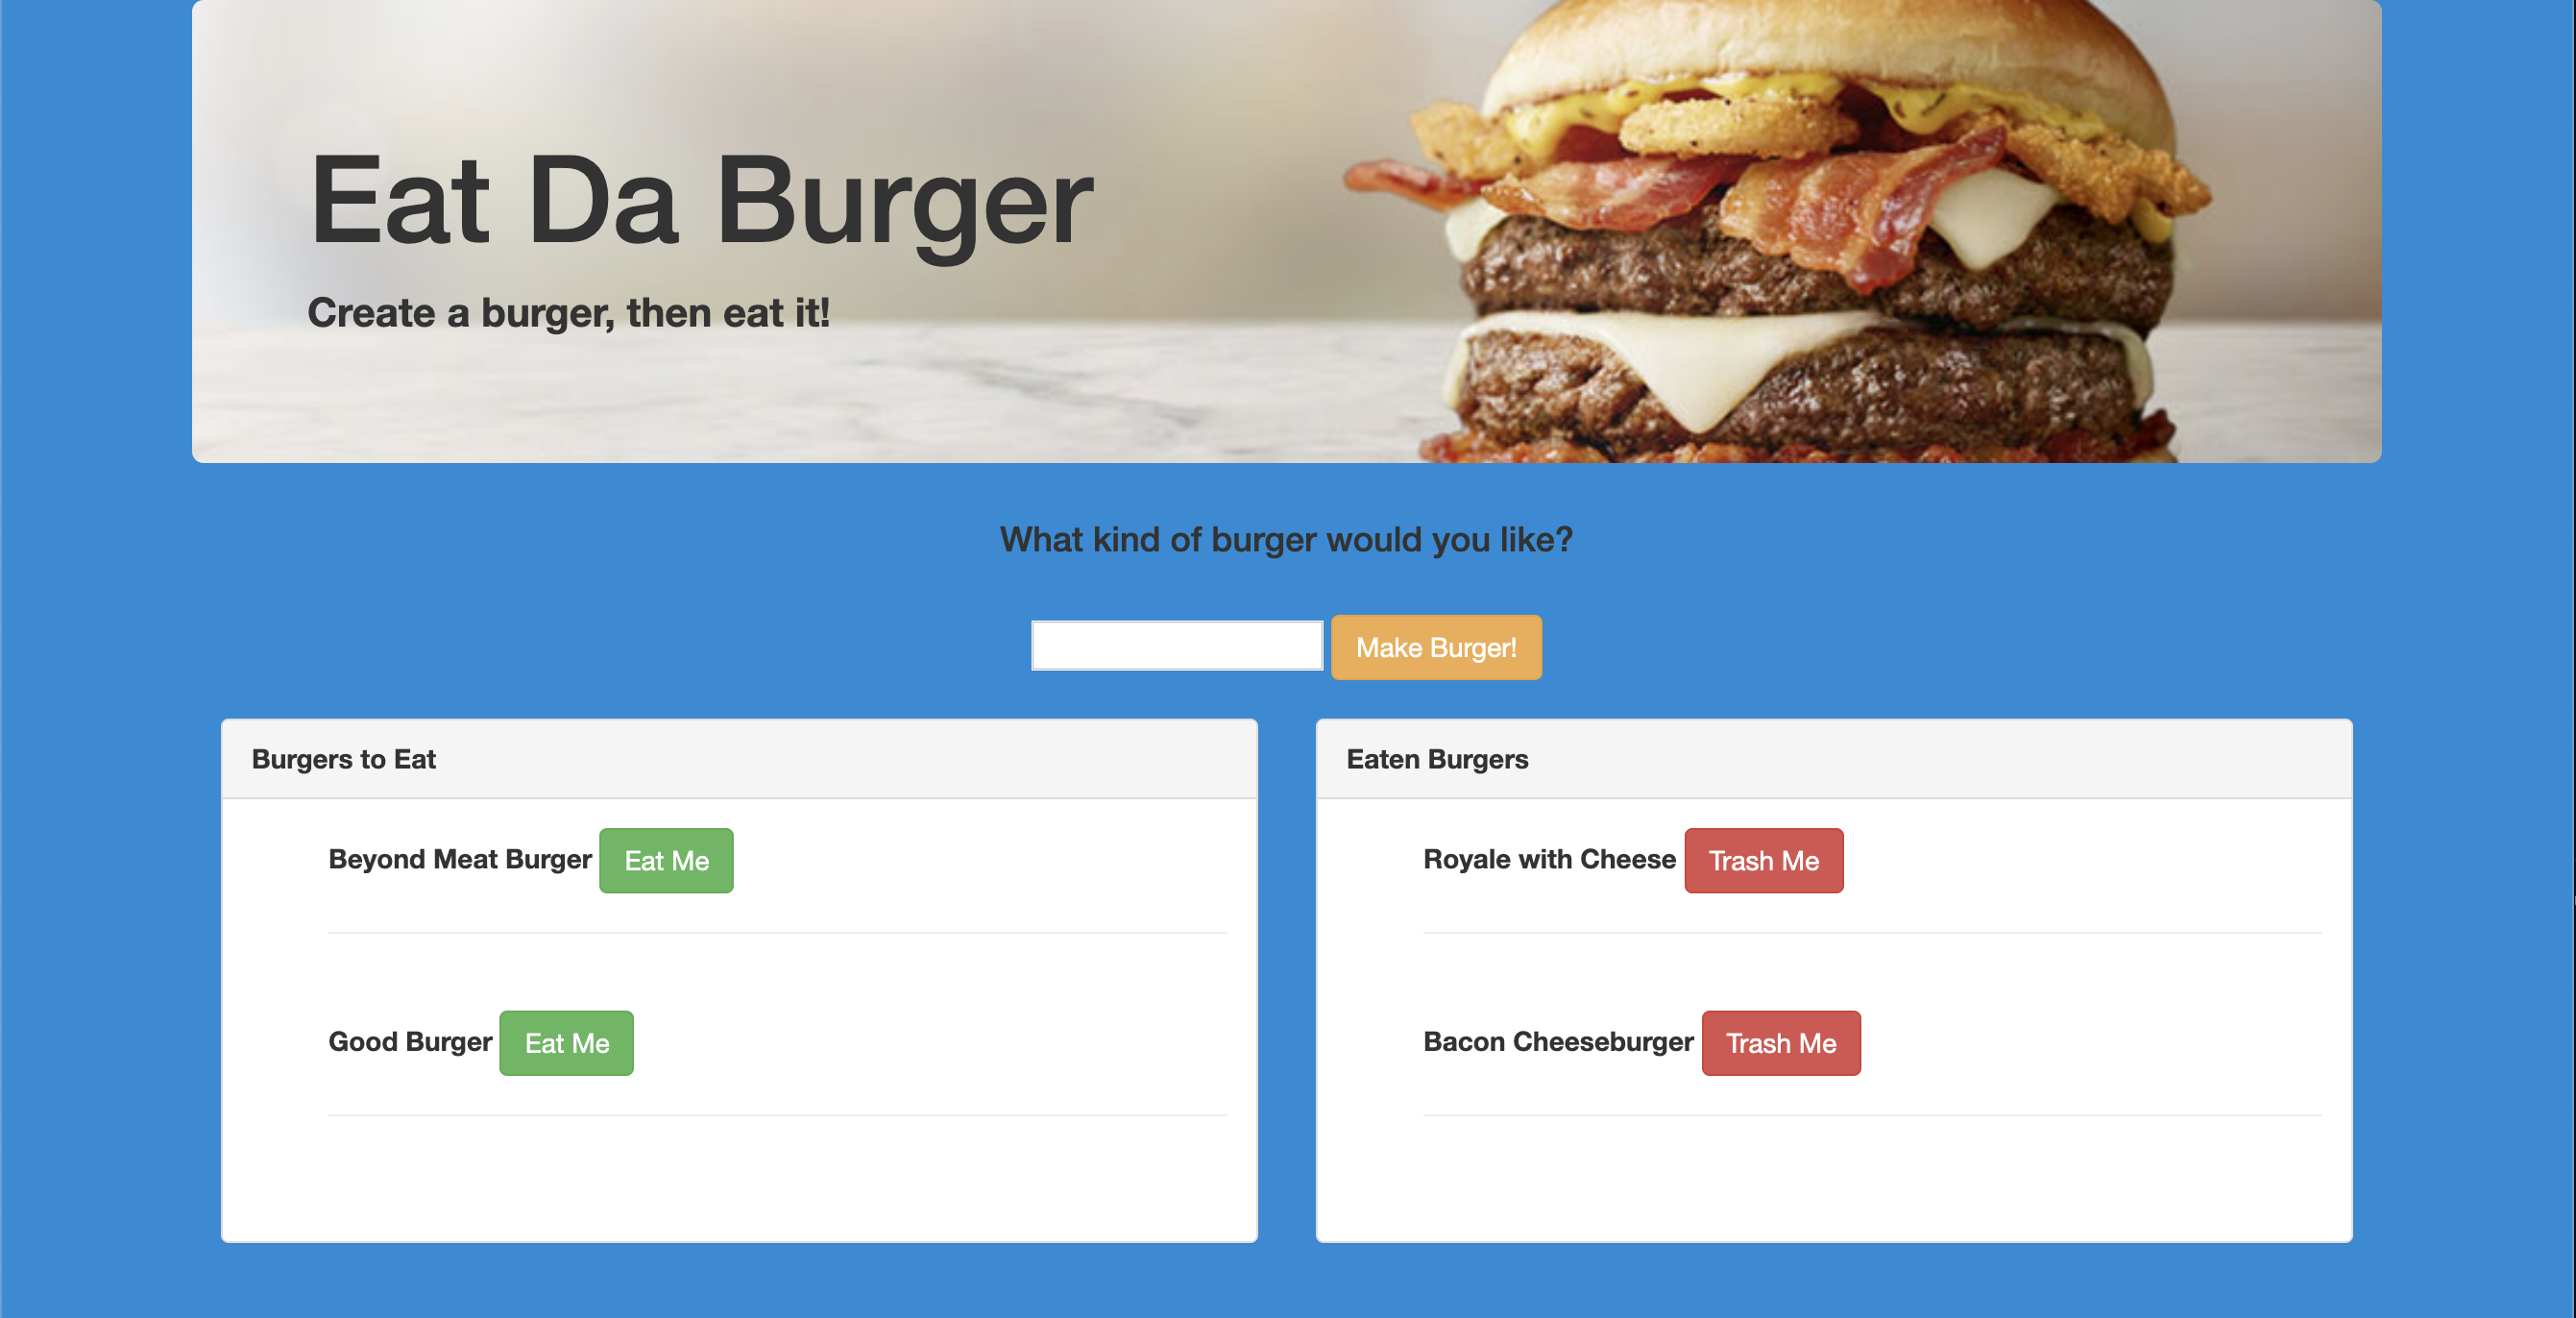 Eat Da Burger
Create a burger, then eat it!
What kind of burger would you like?
Make Burger!
Burgers to Eat
Beyond Meat Burger Eat Me
Good Burger Eat Me
Eaten Burgers
Royale with Cheese Trash Me
Bacon Cheeseburger Trash Me